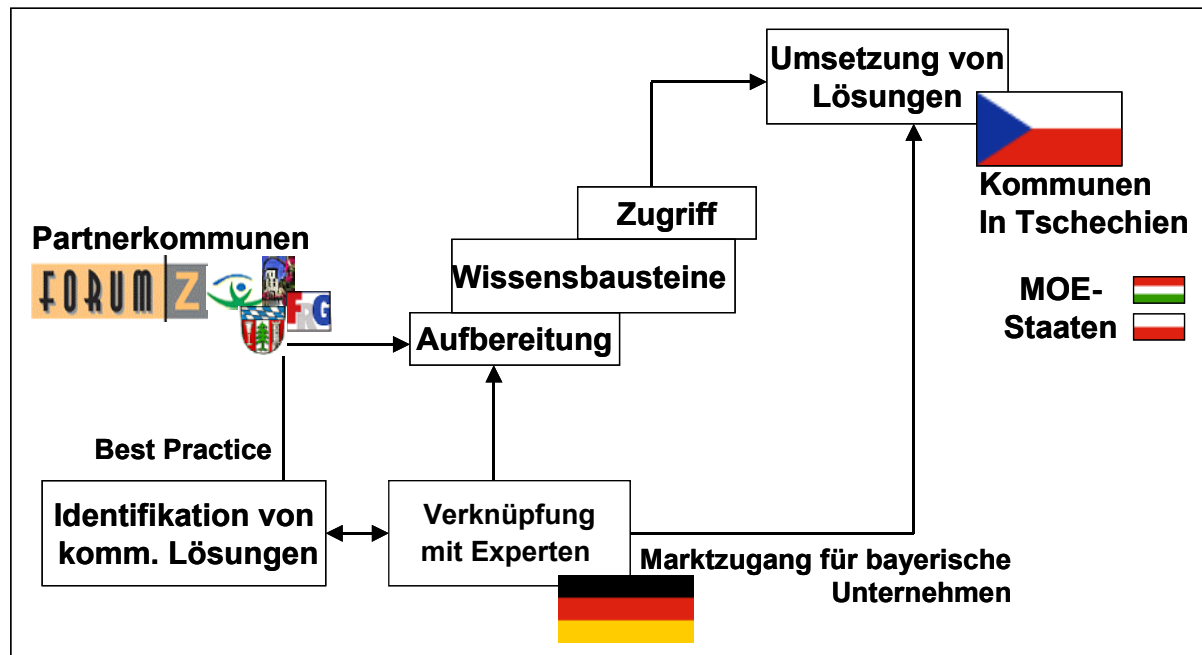 Umsetzung von
Lösungen
Kommunen
In Tschechien
MOE-
Staaten
Zugriff
Wissensbausteine
Aufbereitung
Partnerkommunen
FORUM Z
FRG
Best Practice
Identifikation von
komm. Lösungen
Verknüpfung
mit Experten
Marktzugang für bayerische
Unternehmen